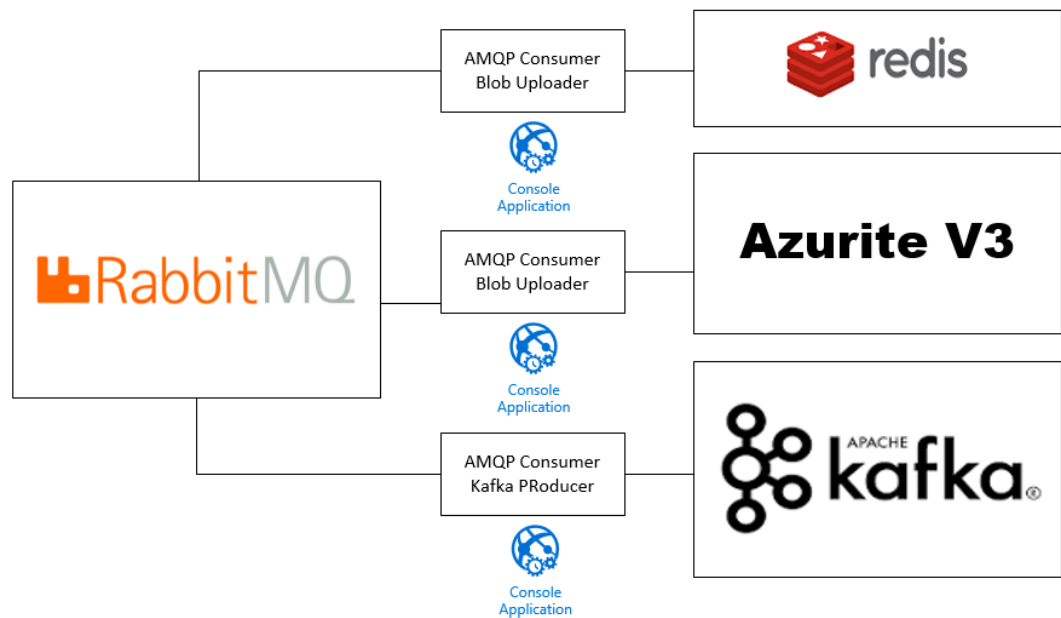 AMQP Consumer
Blob Uploader
redis
Console
Application
RabbitMQ
AMQP Consumer
Blob Uploader
Azurite V3
Console
Application
AMQP Consumer
Kafka PRoducer
APACHE
kafka®
Console
Application